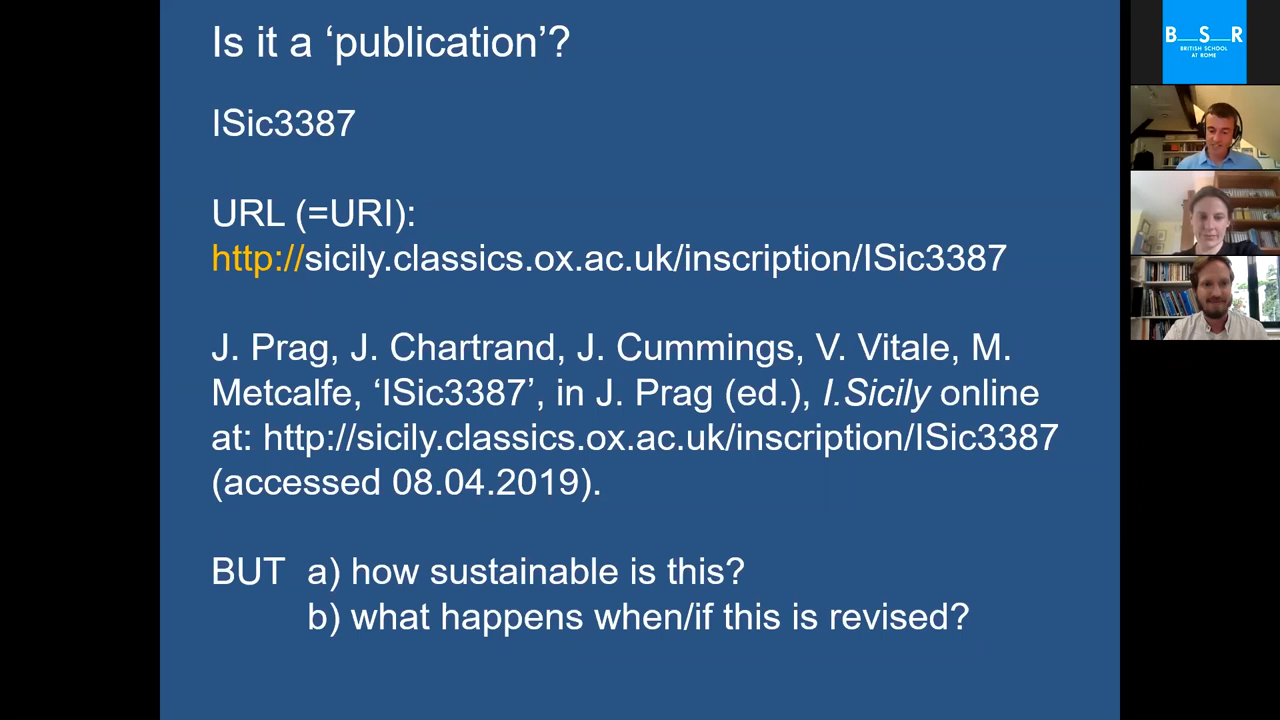 Is it a ‘publication’?
ISic3387
URL (=URI):
http://sicily.classics.ox.ac.uk/inscription/ISic3387
J. Prag, J. Chartrand, J. Cummings, V. Vitale, M.
Metcalfe, ‘ISic3387’, in J. Prag (ed.), I.Sicily online
at: http://sicily.classics.ox.ac.uk/inscription/ISic3387
(accessed 08.04.2019).
BUT a) how sustainable is this?
b) what happens when/if this is revised?
B__S__R
BRITISH SCHOOL
AT ROME